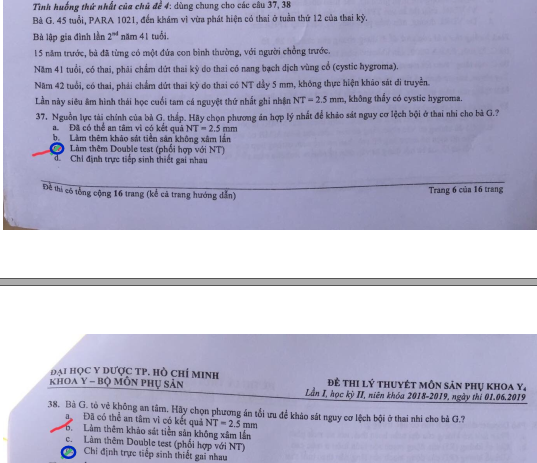 Tình huống thứ nhất của chủ đề 4: dùng chung cho các câu 37, 38
Bà G. 45 tuổi, PARA 1021, đến khám vì vừa phát hiện có thai ở tuần thứ 12 của thai kỳ.
Bà lập gia đình lần 2nd năm 41 tuổi.
15 năm trước, bà đã từng có một đứa con bình thường, với người chồng trước.
Năm 41 tuổi, có thai, phải chấm dứt thai kỳ do thai có nang bạch dịch vùng cổ (cystic hygroma).
Năm 42 tuổi, có thai, phải chấm dứt thai kỳ do thai có NT dầy 5 mm, không thực hiện khảo sát di truyền.
Lần này siêu âm hình thái học cuối tam cá nguyệt thứ nhất ghi nhận NT = 2.5 mm, không thấy có cystic hygroma.
37. Nguồn lực tài chính của bà G. thấp. Hãy chọn phương án hợp lý nhất để khảo sát nguy cơ lệch bội ở thai nhi cho bà G.?
a. Đã có thể an tâm vì có kết quả NT = 2.5 mm
b. Làm thêm khảo sát tiền sản không xâm lấn
Làm thêm Double test (phối hợp với NT)
d. Chỉ định trực tiếp sinh thiết gai nhau
Đề thi có tổng cộng 16 trang (kể cả trang hướng dẫn)
Trang 6 của 16 trang
ĐẠI HỌC Y DƯỢC TP. HỒ CHÍ MINH
KHOA Y – BỘ MÔN PHỤ SẢN
ĐỀ THI LÝ THUYẾT MÔN SẢN PHỤ KHOA Y4
Lần I, học kỳ II, niên khóa 2018-2019, ngày thi 01.06.2019
38. Bà G. tỏ vẻ không an tâm. Hãy chọn phương án tối ưu để khảo sát nguy cơ lệch bội ở thai nhi cho bà G.?
a. Đã có thể an tâm vì có kết quả NT = 2.5 mm
b. Làm thêm khảo sát tiền sản không xâm lấn
c. Làm thêm Double test (phối hợp với NT)
Chỉ định trực tiếp sinh thiết gai nhau